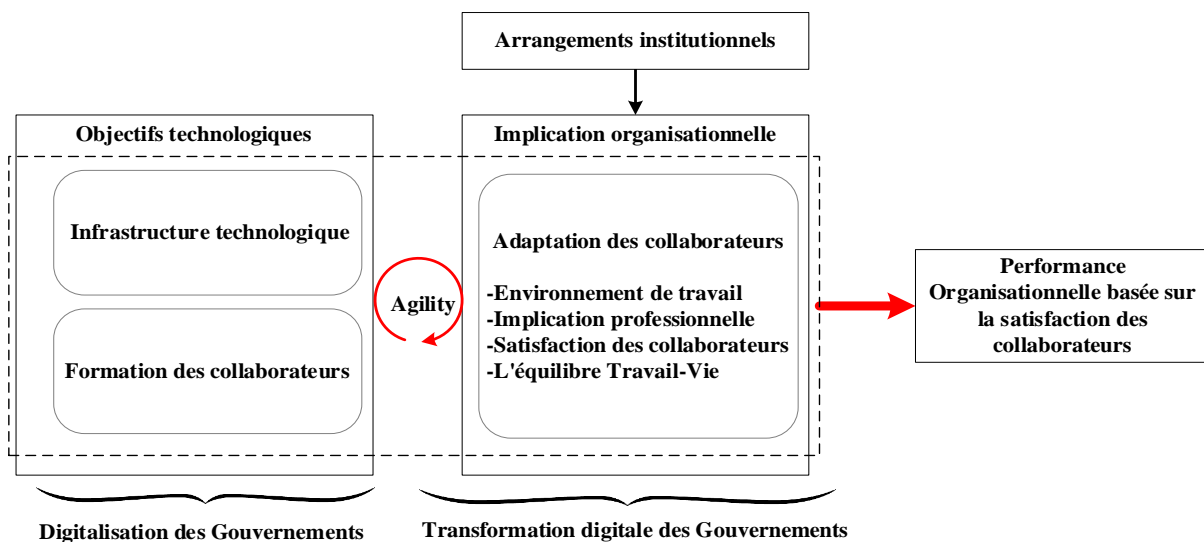 Arrangements institutionnels
Objectifs technologiques
Implication organisationnelle
Infrastructure technologique
Formation des collaborateurs
Agility
Adaptation des collaborateurs
-Environnement de travail
-Implication professionnelle
-Satisfaction des collaborateurs
-L'équilibre Travail-Vie
Performance
Organisationnelle basée sur
la satisfaction des
collaborateurs
Digitalisation des Gouvernements
Transformation digitale des Gouvernements